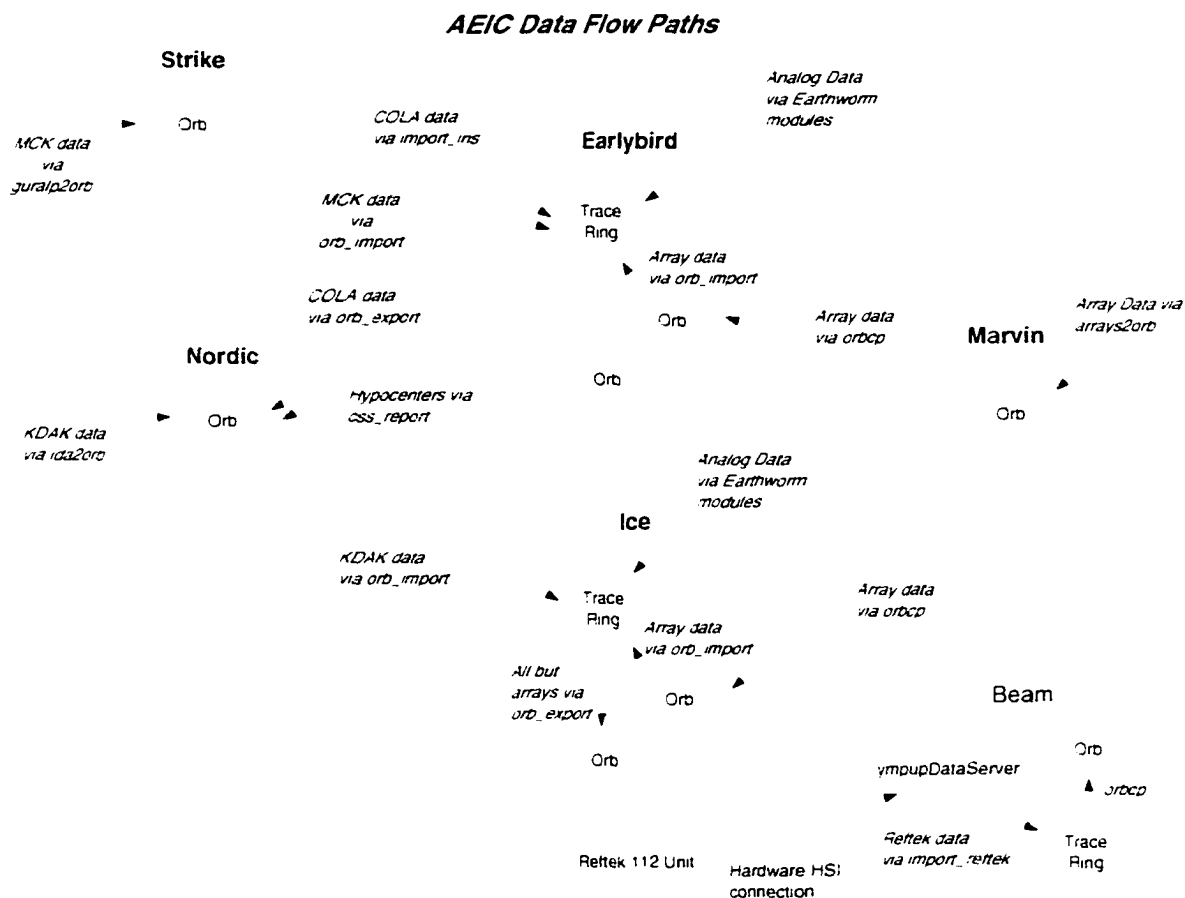 AEIC Data Flow Paths
Strike
Orb
MCK data
via
guralp2orb
COLA data
via import_iris
Analog Data
via Earthworm
modules
Earlybird
MCK data
via
orb_import
Trace
Ring
Array data
via orb_import
COLA data
via orb_export
Orb
Array data
via orbcp
Array Data via
arrays2orb
Marvin
Nordic
Orb
Orb
Hypocenters via
css_report
Orb
KDAK data
via ida2orb
Analog Data
via Earthworm
modules
Ice
KDAK data
via orb_import
Trace
Ring
Array data
via orbcp
Array data
via orb_import
All but
arrays via
orb_export
Orb
Orb
Beam
Orb
DataServer
orbcp
Reftek data
via import_reftek
Trace
Ring
Reftek 112 Unit
Hardware HSI
connection